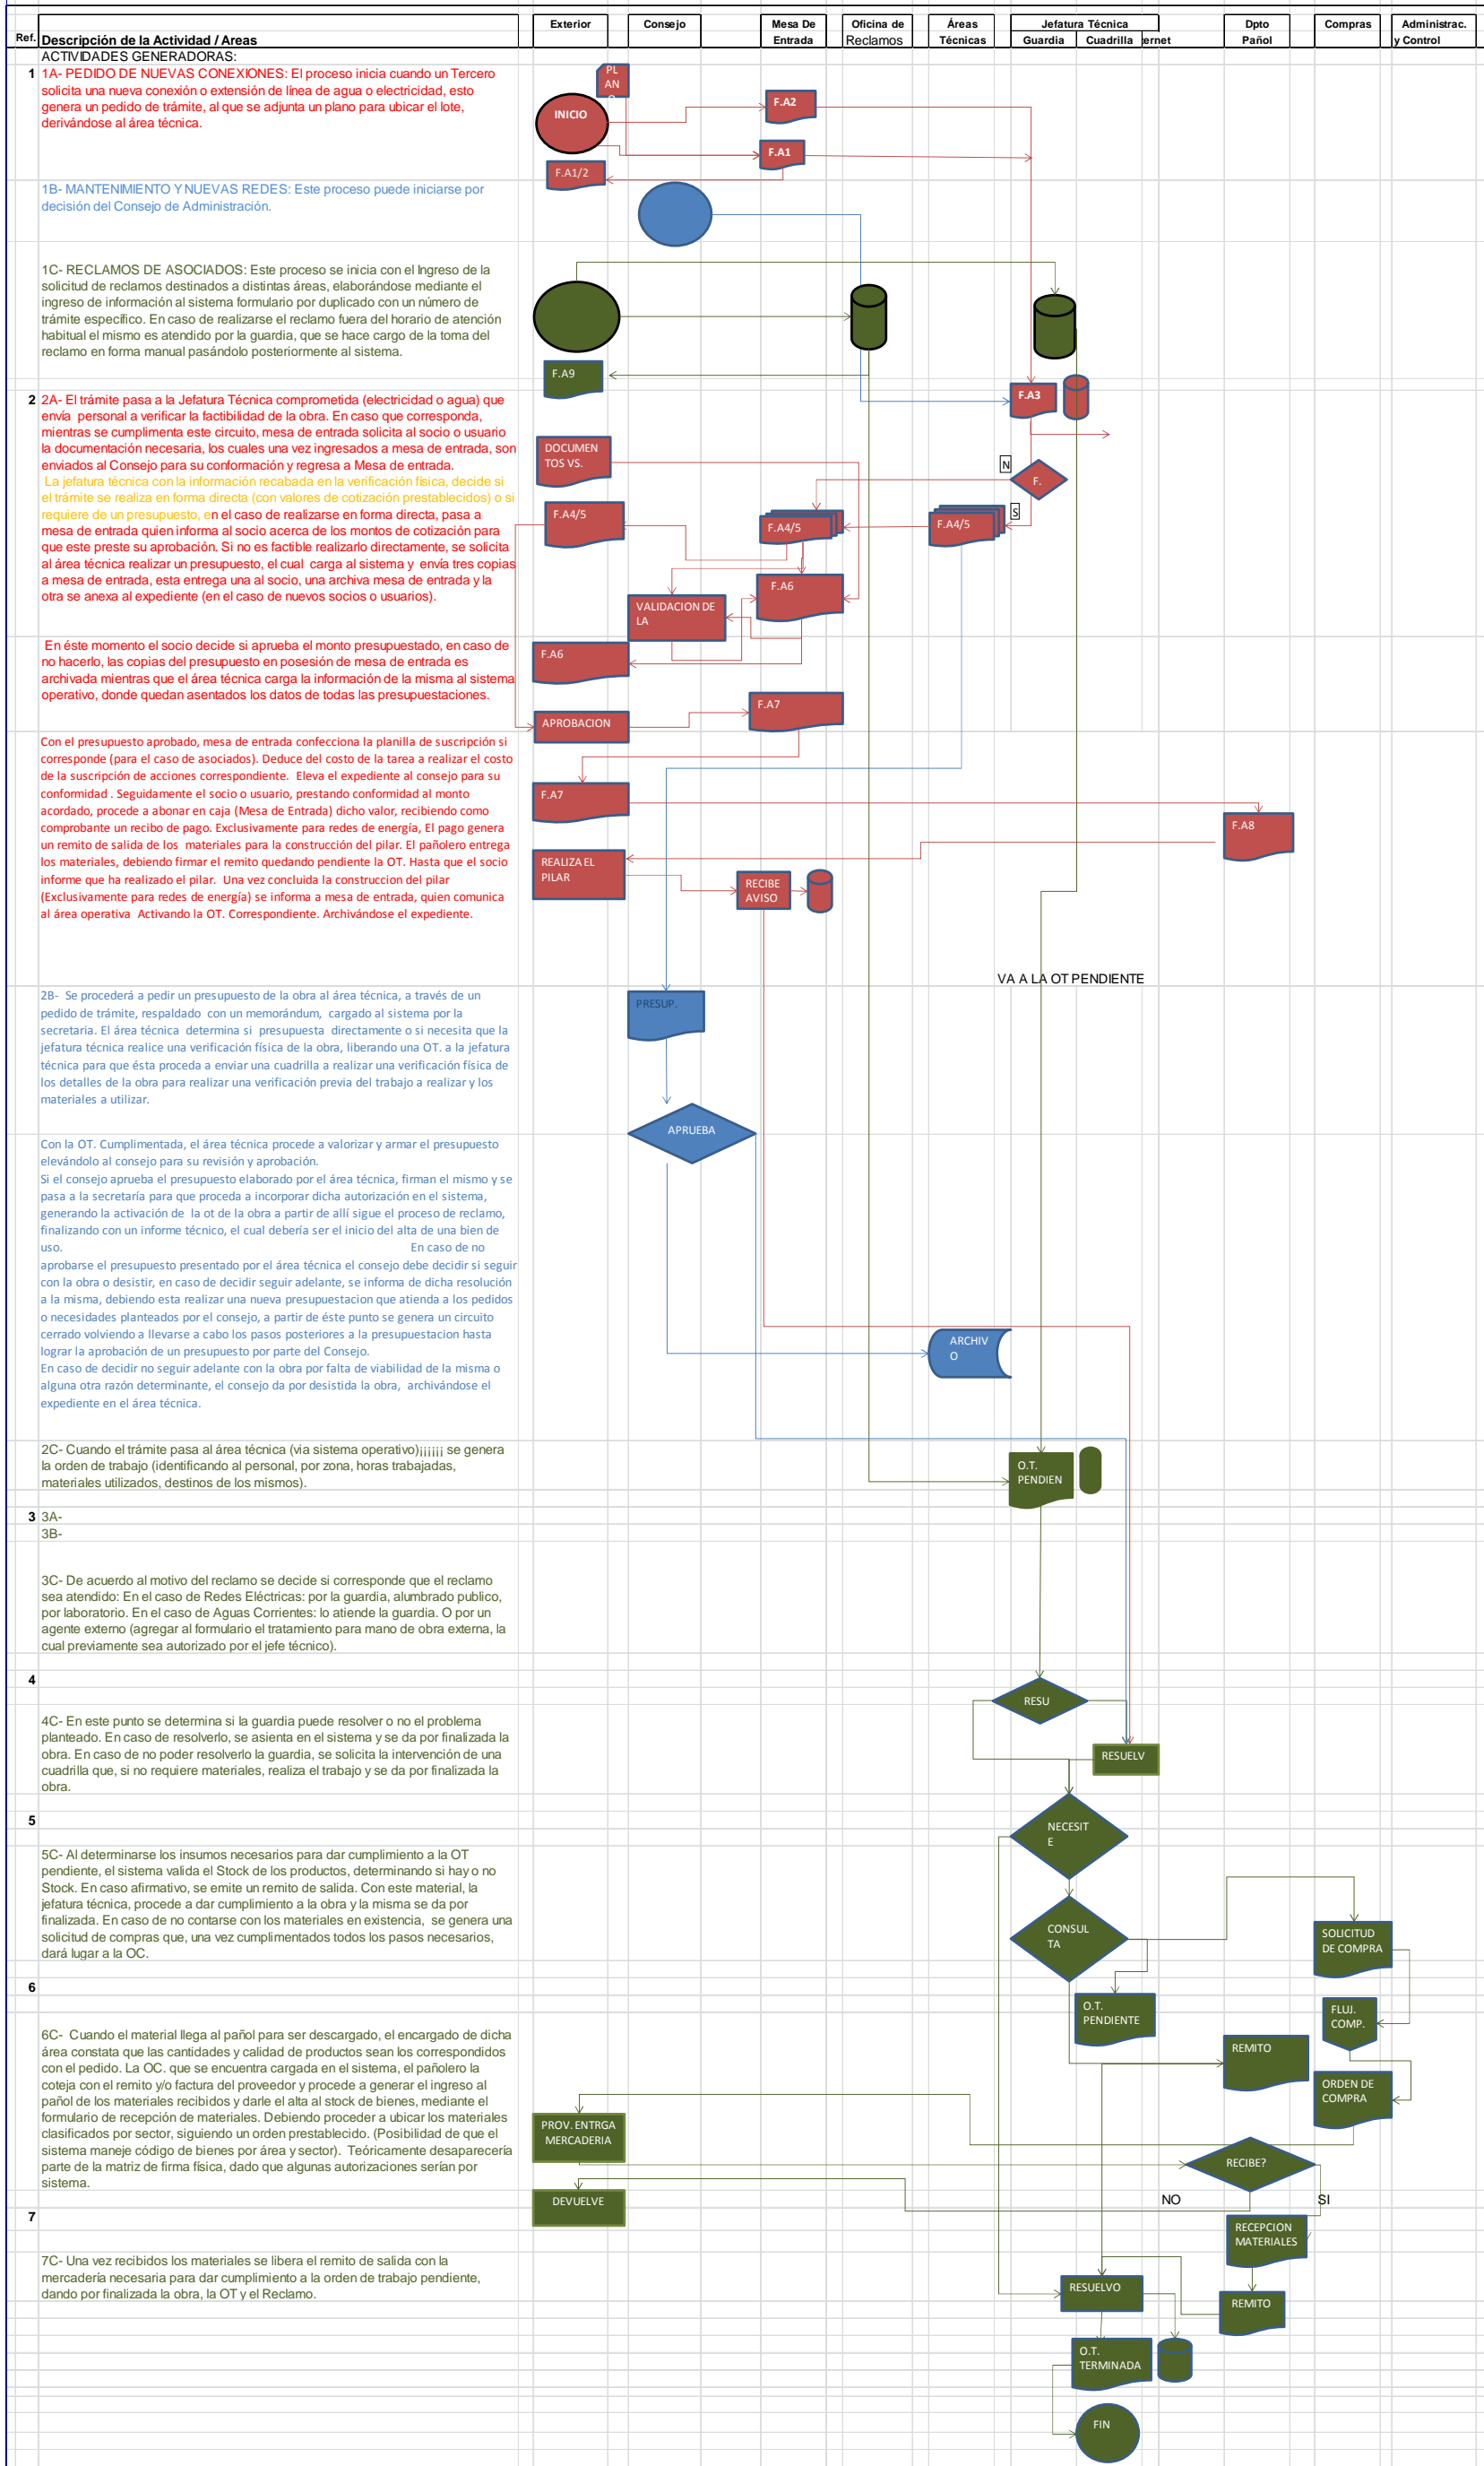 Exterior Consejo Mesa De Oficina de Áreas Jefatura Técnica Dpto Compras Administrac.
Ref. Descripción de la Actividad / Areas Entrada Reclamos Técnicas Guardia Cuadrilla ernet Pañol y Control
ACTIVIDADES GENERADORAS:
1 1A- PEDIDO DE NUEVAS CONEXIONES: El proceso inicia cuando un Tercero
solicita una nueva conexión o extensión de línea de agua o electricidad, esto
genera un pedido de trámite, al que se adjunta un plano para ubicar el lote,
derivándose al área técnica.
PL
AN
INICIO
F.A2
F.A1
F.A1/2
1B- MANTENIMIENTO Y NUEVAS REDES: Este proceso puede iniciarse por
decisión del Consejo de Administración.
1C- RECLAMOS DE ASOCIADOS: Este proceso se inicia con el Ingreso de la
solicitud de reclamos destinados a distintas áreas, elaborándose mediante el
ingreso de información al sistema formulario por duplicado con un número de
trámite específico. En caso de realizarse el reclamo fuera del horario de atención
habitual el mismo es atendido por la guardia, que se hace cargo de la toma del
reclamo en forma manual pasándolo posteriormente al sistema.
F.A9
2 2A- El trámite pasa a la Jefatura Técnica comprometida (electricidad o agua) que
envía personal a verificar la factibilidad de la obra. En caso que corresponda,
mientras se cumplimenta este circuito, mesa de entrada solicita al socio o usuario
la documentación necesaria, los cuales una vez ingresados a mesa de entrada, son
enviados al Consejo para su conformación y regresa a Mesa de entrada.
La jefatura técnica con la información recabada en la verificación física, decide si
el trámite se realiza en forma directa (con valores de cotización prestablecidos) o si
requiere de un presupuesto, en el caso de realizarse en forma directa, pasa a
mesa de entrada quien informa al socio acerca de los montos de cotización para
que este preste su aprobación. Si no es factible realizarlo directamente, se solicita
al área técnica realizar un presupuesto, el cual carga al sistema y envía tres copias
a mesa de entrada, esta entrega una al socio, una archiva mesa de entrada y la
otra se anexa al expediente (en el caso de nuevos socios o usuarios).
F.A3
DOCUMEN
TOS VS.
N
F.
S
F.A4/5
F.A4/5
F.A4/5
F.A6
VALIDACION DE
LA
En éste momento el socio decide si aprueba el monto presupuestado, en caso de
no hacerlo, las copias del presupuesto en posesión de mesa de entrada es
archivada mientras que el área técnica carga la información de la misma al sistema
operativo, donde quedan asentados los datos de todas las presupuestaciones.
F.A6
F.A7
APROBACION
Con el presupuesto aprobado, mesa de entrada confecciona la planilla de suscripción si
corresponde (para el caso de asociados). Deduce del costo de la tarea a realizar el costo
de la suscripción de acciones correspondiente. Eleva el expediente al consejo para su
conformidad . Seguidamente el socio o usuario, prestando conformidad al monto
acordado, procede a abonar en caja (Mesa de Entrada) dicho valor, recibiendo como
comprobante un recibo de pago. Exclusivamente para redes de energía, El pago genera
un remito de salida de los materiales para la construcción del pilar. El pañolero entrega
los materiales, debiendo firmar el remito quedando pendiente la OT. Hasta que el socio
informe que ha realizado el pilar. Una vez concluida la construccion del pilar
(Exclusivamente para redes de energía) se informa a mesa de entrada, quien comunica
al área operativa Activando la OT. Correspondiente. Archivándose el expediente.
F.A7
F.A8
REALIZA EL
PILAR
RECIBE
AVISO
VA A LA OT PENDIENTE
2B- Se procederá a pedir un presupuesto de la obra al área técnica, a través de un
pedido de trámite, respaldado con un memorándum, cargado al sistema por la
secretaria. El área técnica determina si presupuesta directamente o si necesita que la
jefatura técnica realice una verificación física de la obra, liberando una OT. a la jefatura
técnica para que ésta proceda a enviar una cuadrilla a realizar una verificación física de
los detalles de la obra para realizar una verificación previa del trabajo a realizar y los
materiales a utilizar.
PRESUP.
APRUEBA
Con la OT. Cumplimentada, el área técnica procede a valorizar y armar el presupuesto
elevándolo al consejo para su revisión y aprobación.
Si el consejo aprueba el presupuesto elaborado por el área técnica, firman el mismo y se
pasa a la secretaría para que proceda a incorporar dicha autorización en el sistema,
generando la activación de la ot de la obra a partir de allí sigue el proceso de reclamo,
finalizando con un informe técnico, el cual debería ser el inicio del alta de una bien de
uso. En caso de no
aprobarse el presupuesto presentado por el área técnica el consejo debe decidir si seguir
con la obra o desistir, en caso de decidir seguir adelante, se informa de dicha resolución
a la misma, debiendo esta realizar una nueva presupuestacion que atienda a los pedidos
o necesidades planteados por el consejo, a partir de éste punto se genera un circuito
cerrado volviendo a llevarse a cabo los pasos posteriores a la presupuestacion hasta
lograr la aprobación de un presupuesto por parte del Consejo.
En caso de decidir no seguir adelante con la obra por falta de viabilidad de la misma o
alguna otra razón determinante, el consejo da por desistida la obra, archivándose el
expediente en el área técnica.
ARCHIV
O
2C- Cuando el trámite pasa al área técnica (via sistema operativo)¡¡¡¡¡¡ se genera
la orden de trabajo (identificando al personal, por zona, horas trabajadas,
materiales utilizados, destinos de los mismos).
O.T.
PENDIEN
3 3A-
3B-
3C- De acuerdo al motivo del reclamo se decide si corresponde que el reclamo
sea atendido: En el caso de Redes Eléctricas: por la guardia, alumbrado publico,
por laboratorio. En el caso de Aguas Corrientes: lo atiende la guardia. O por un
agente externo (agregar al formulario el tratamiento para mano de obra externa, la
cual previamente sea autorizado por el jefe técnico).
4
RESU
4C- En este punto se determina si la guardia puede resolver o no el problema
planteado. En caso de resolverlo, se asienta en el sistema y se da por finalizada la
obra. En caso de no poder resolverlo la guardia, se solicita la intervención de una
cuadrilla que, si no requiere materiales, realiza el trabajo y se da por finalizada la
obra.
RESUELV
5
NECESIT
E
5C- Al determinarse los insumos necesarios para dar cumplimiento a la OT
pendiente, el sistema valida el Stock de los productos, determinando si hay o no
Stock. En caso afirmativo, se emite un remito de salida. Con este material, la
jefatura técnica, procede a dar cumplimiento a la obra y la misma se da por
finalizada. En caso de no contarse con los materiales en existencia, se genera una
solicitud de compras que, una vez cumplimentados todos los pasos necesarios,
dará lugar a la OC.
CONSUL
TA
SOLICITUD
DE COMPRA
6
O.T.
PENDIENTE
FLUJ.
COMP.
6C- Cuando el material llega al pañol para ser descargado, el encargado de dicha
área constata que las cantidades y calidad de productos sean los correspondidos
con el pedido. La OC. que se encuentra cargada en el sistema, el pañolero la
coteja con el remito y/o factura del proveedor y procede a generar el ingreso al
pañol de los materiales recibidos y darle el alta al stock de bienes, mediante el
formulario de recepción de materiales. Debiendo proceder a ubicar los materiales
clasificados por sector, siguiendo un orden prestablecido. (Posibilidad de que el
sistema maneje código de bienes por área y sector). Teóricamente desaparecería
parte de la matriz de firma física, dado que algunas autorizaciones serían por
sistema.
REMITO
ORDEN DE
COMPRA
PROV. ENTRGA
MERCADERIA
RECIBE?
DEVUELVE
NO
SI
7
RECEPCION
MATERIALES
7C- Una vez recibidos los materiales se libera el remito de salida con la
mercadería necesaria para dar cumplimiento a la orden de trabajo pendiente,
dando por finalizada la obra, la OT y el Reclamo.
RESUELVO
REMITO
O.T.
TERMINADA
FIN